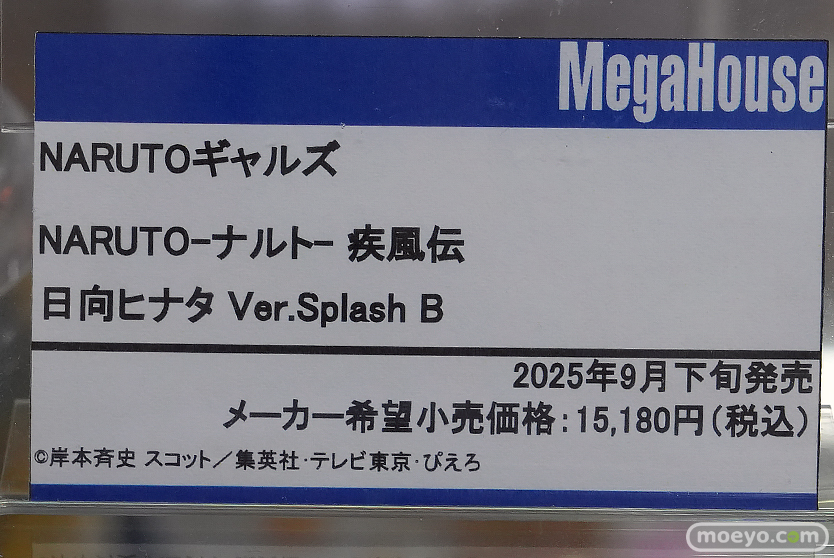 MegaHouse
NARUTOギャルズ
NARUTO-ナルト- 疾風伝
日向ヒナタ Ver.Splash B
2025年9月下旬発売
メーカー希望小売価格:15,180円(税込)
©岸本斉史 スコット/集英社・テレビ東京・ぴえろ
moeyo.com